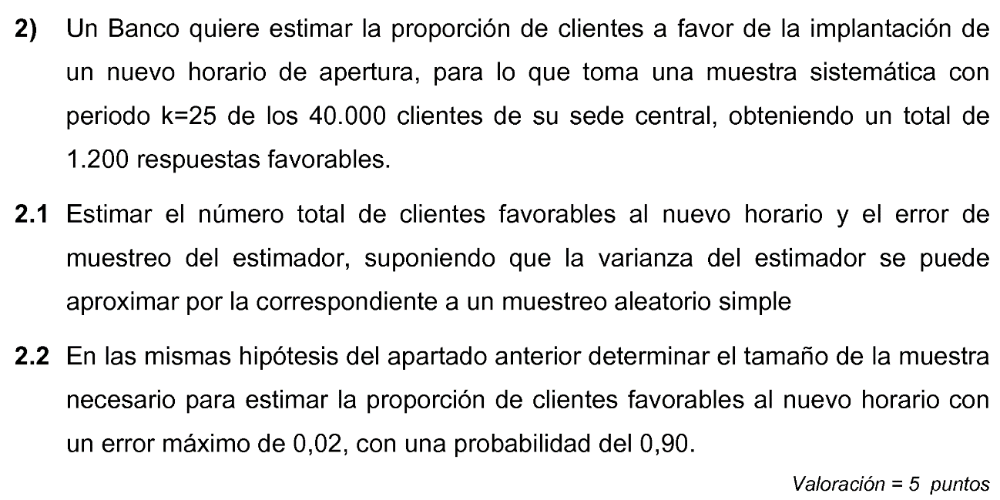 2) Un Banco quiere estimar la proporción de clientes a favor de la implantación de
un nuevo horario de apertura, para lo que toma una muestra sistemática con
periodo k=25 de los 40.000 clientes de su sede central, obteniendo un total de
1.200 respuestas favorables.
2.1 Estimar el número total de clientes favorables al nuevo horario y el error de
muestreo del estimador, suponiendo que la varianza del estimador se puede
aproximar por la correspondiente a un muestreo aleatorio simple
2.2 En las mismas hipótesis del apartado anterior determinar el tamaño de la muestra
necesario para estimar la proporción de clientes favorables al nuevo horario con
un error máximo de 0,02, con una probabilidad del 0,90.
Valoración = 5 puntos